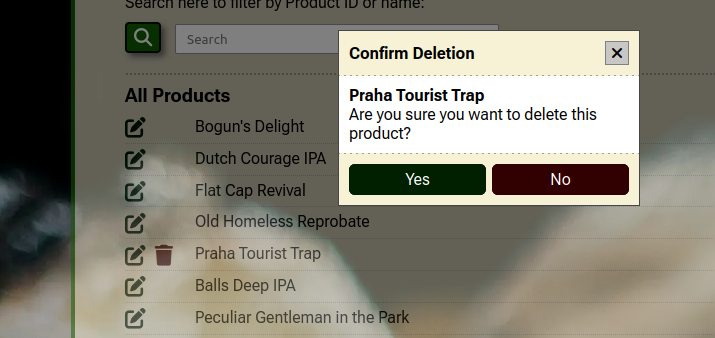 Search here to filter by Product ID or name:
Search
Confirm Deletion
Praha Tourist Trap
Are you sure you want to delete this
product?
Yes
No
All Products
Bogun's Delight
Dutch Courage IPA
Flat Cap Revival
Old Homeless Reprobate
Praha Tourist Trap
Balls Deep IPA
Peculiar Gentleman in the Park